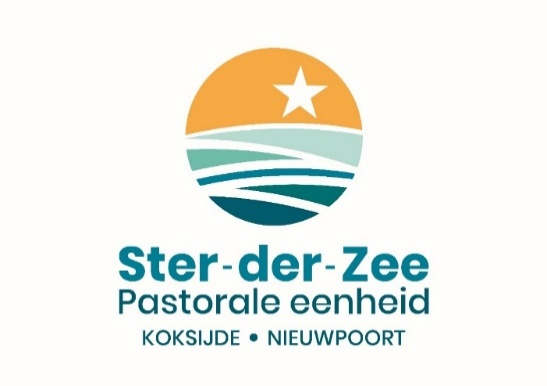 Ster-der-Zee
Pastorale eenheid
KOKSIJDE • NIEUWPOORT